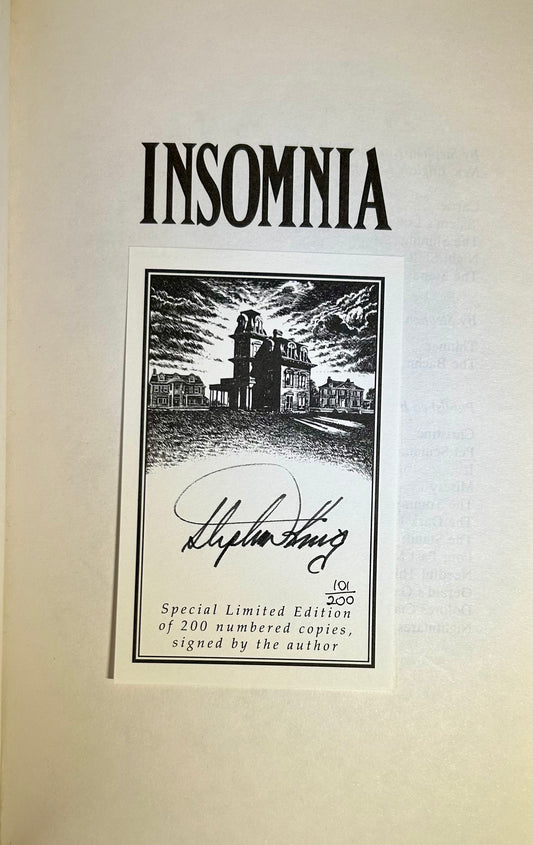 INSOMNIA
Stephen King
101
200
Special Limited Edition
of 200 numbered copies,
signed by the author